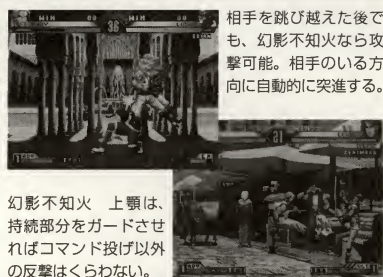 相手を跳び越えた後で
も、幻影不知火なら攻
撃可能。相手のいる方
向に自動的に突進する。
幻影不知火　上顎は、
持続部分をガードさせ
ればコマンド投げ以外
の反撃はくらわない。